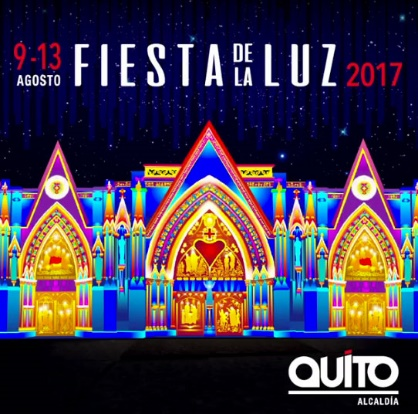 9-13
AGOSTO
FIESTA DE LA LUZ 2017
QUITO
ALCALDÍA